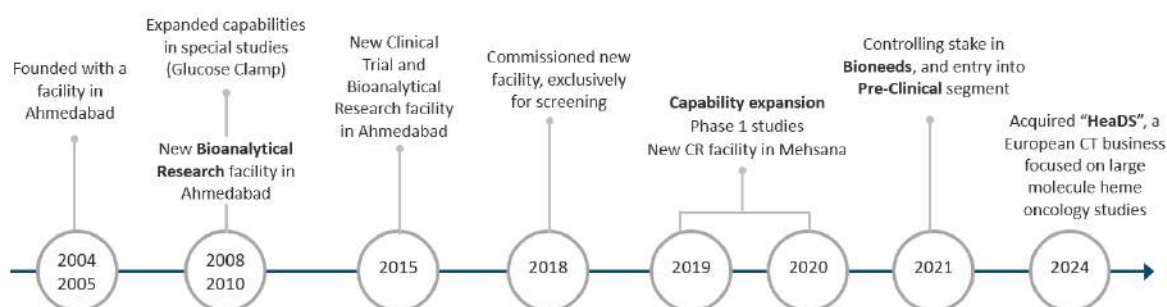 Founded with a
facility in
Ahmedabad
2004
2005
Expanded capabilities
in special studies
(Glucose Clamp)
New Bioanalytical
Research facility in
Ahmedabad
2008
2010
New Clinical
Trial and
Bioanalytical
Research facility
in Ahmedabad
2015
Commissioned new
facility, exclusively
for screening
2018
Capability expansion
Phase 1 studies
New CR facility in Mehsana
2019
2020
Controlling stake in
Bioneeds, and entry into
Pre-Clinical segment
2021
Acquired “HeaDS”, a
European CT business
focused on large
molecule heme
oncology studies
2024